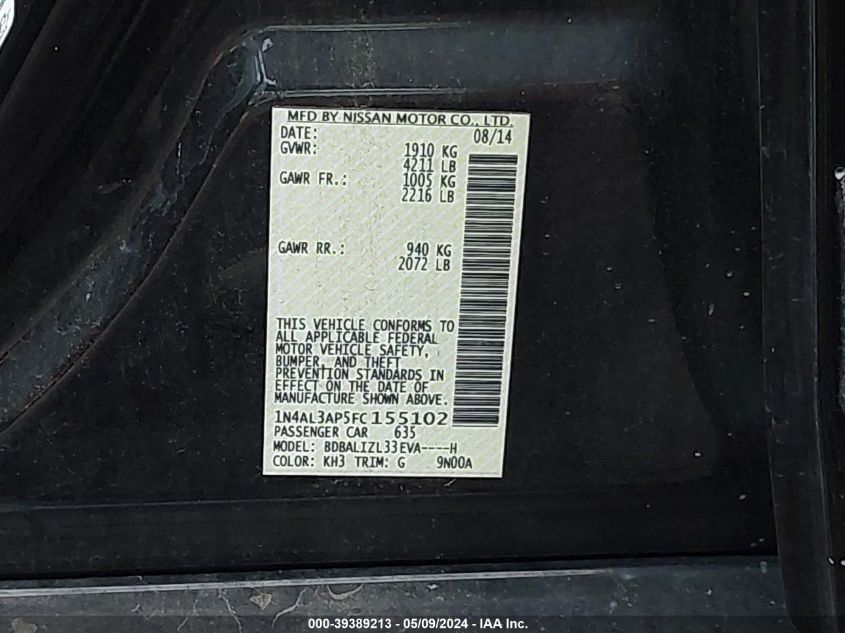 MFD BY NISSAN MOTOR CO., LTD.
DATE: 08/14
GVWR: 1910 KG
4211 LB
GAWR FR.: 1005 KG
2216 LB
GAWR RR.: 940 KG
2072 LB
THIS VEHICLE CONFORMS TO
ALL APPLICABLE FEDERAL
MOTOR VEHICLE SAFETY,
BUMPER, AND THEFT
PREVENTION STANDARDS IN
EFFECT ON THE DATE OF
MANUFACTURE SHOWN ABOVE.
1N4AL3AP5FC155102
PASSENGER CAR 635
MODEL: BDBALIZL33EVA----H
COLOR: KH3 TRIM: G 9N00A
000-39389213 - 05/09/2024 - IAA Inc.